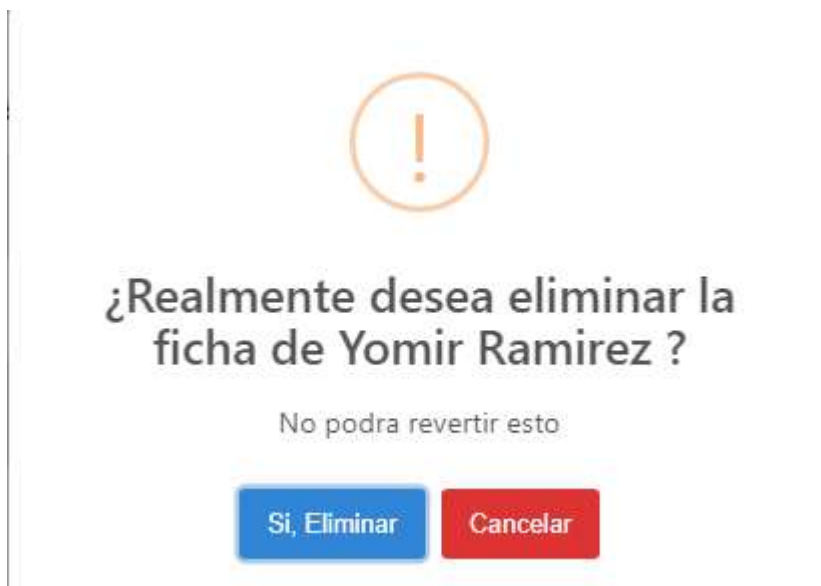 ¿Realmente desea eliminar la
ficha de Yomir Ramirez ?
No podra revertir esto
Si, Eliminar Cancelar